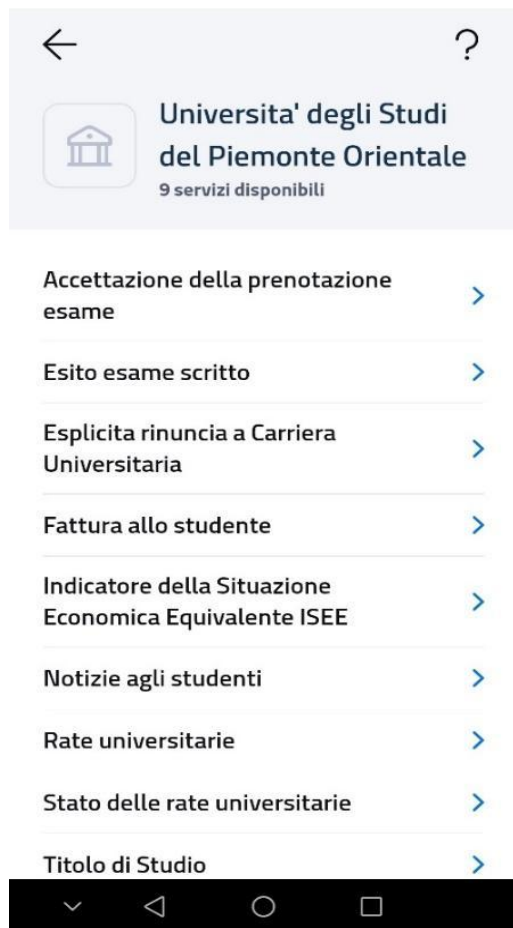 ?
Universita' degli Studi
del Piemonte Orientale
9 servizi disponibili
Accettazione della prenotazione
esame
Esito esame scritto
Esplicita rinuncia a Carriera
Universitaria
Fattura allo studente
Indicatore della Situazione
Economica Equivalente ISEE
Notizie agli studenti
Rate universitarie
Stato delle rate universitarie
Titolo di Studio